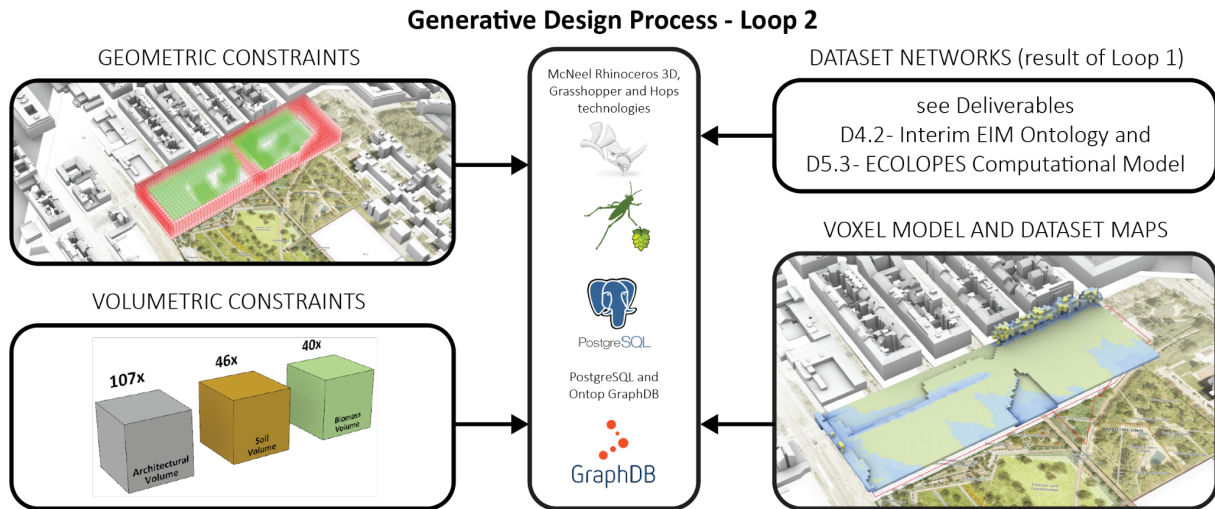 Generative Design Process - Loop 2
GEOMETRIC CONSTRAINTS
VOLUMETRIC CONSTRAINTS
107x
46x
40x
Architectural
Volume
Soil
Volume
Biomass
Volume
McNeel Rhinoceros 3D,
Grasshopper and Hops
technologies
PostgreSQL
PostgreSQL and
Ontop GraphDB
GraphDB
DATASET NETWORKS (result of Loop 1)
see Deliverables
D4.2- Interim EIM Ontology and
D5.3- ECOLOPES Computational Model
VOXEL MODEL AND DATASET MAPS